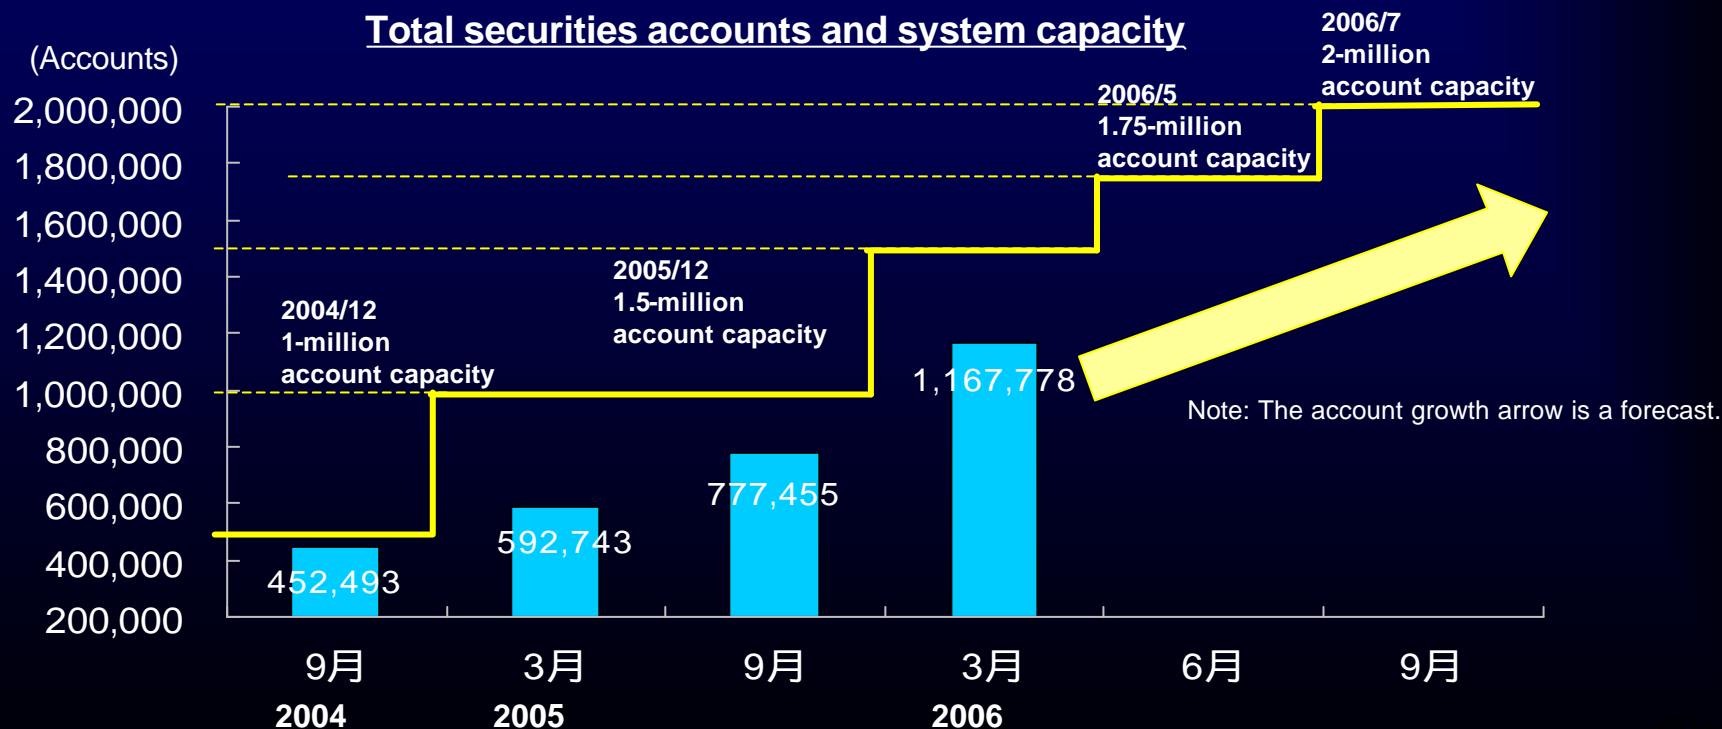 Total securities accounts and system capacity
(Accounts)
2,000,000
1,800,000
1,600,000
1,400,000
1,200,000
1,000,000
800,000
600,000
400,000
200,000
2004/12
1-million
account capacity
2005/12
1.5-million
account capacity
2006/5
1.75-million
account capacity
2006/7
2-million
account capacity
452,493
592,743
777,455
1,167,778
Note: The account growth arrow is a forecast.
9月 3月 9月 3月 6月 9月
2004 2005 2006